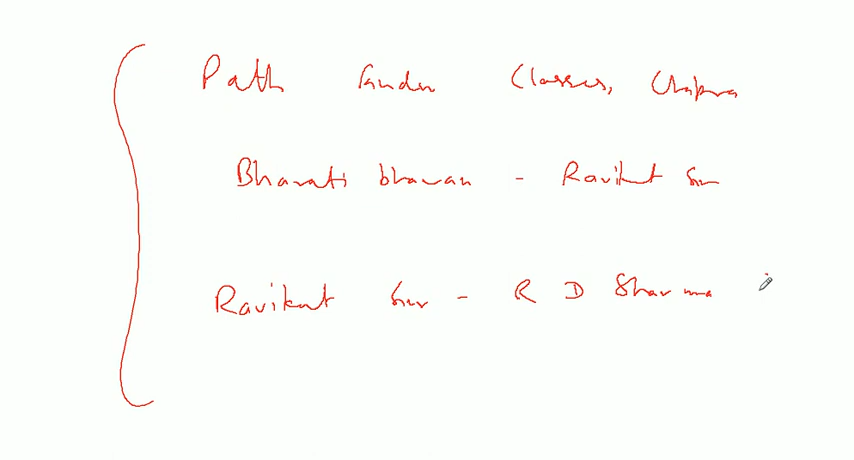 Path finder Classes, Chapra
Bharati bhawan - Ravikant Sir
Ravikant Sir - R D Sharma